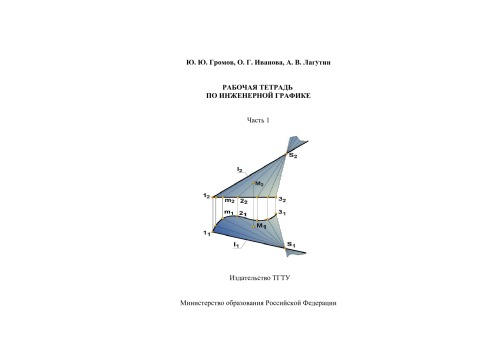 Ю. Ю. Громов, О. Г. Иванова, А. В. Лагутин
РАБОЧАЯ ТЕТРАДЬ
ПО ИНЖЕНЕРНОЙ ГРАФИКЕ
Часть 1
S2
l2
M2
12 m2 22 32
m1 21 31
11 M1
l1 S1
Издательство ТГТУ
Министерство образования Российской Федерации